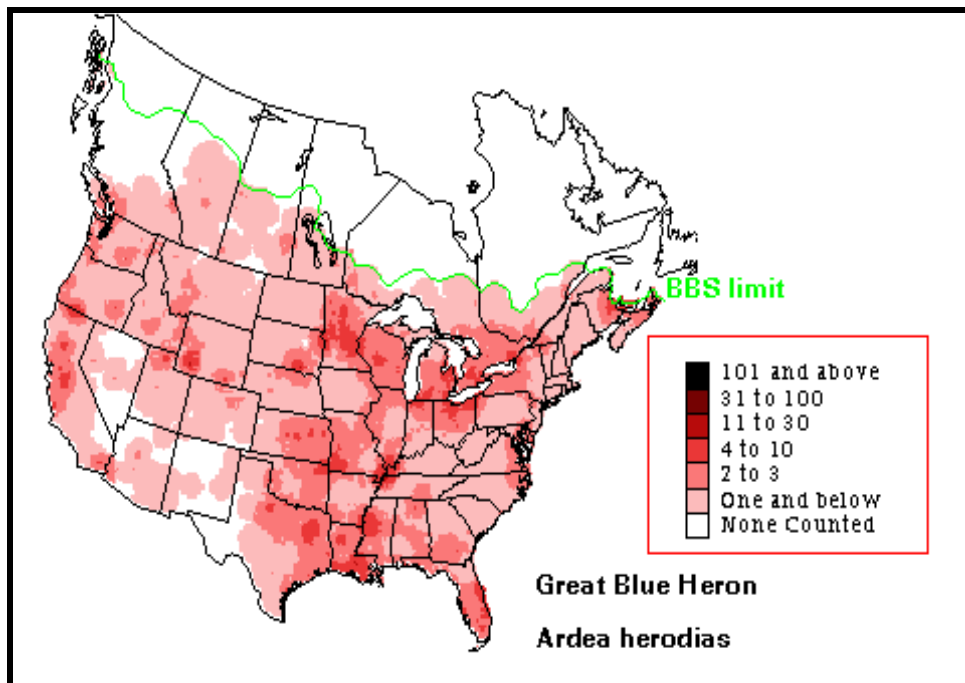 BBS limit
101 and above
31 to 100
11 to 30
4 to 10
2 to 3
One and below
None Counted
Great Blue Heron
Ardea herodias